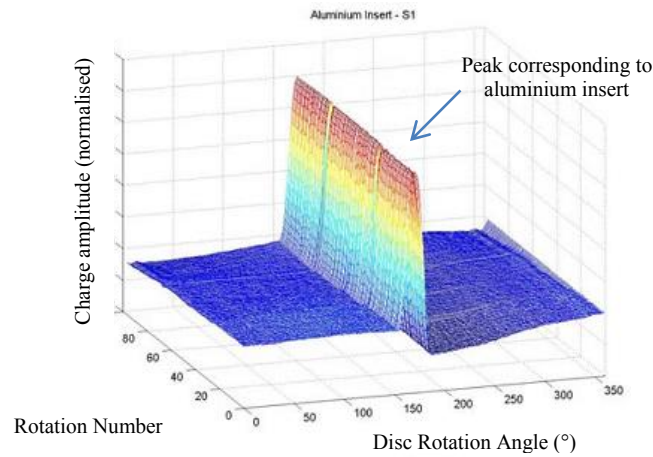 Aluminium Insert - S1
Peak corresponding to
aluminium insert
Charge amplitude (normalised)
80
60
40
20
0
0
50
100
150
200
250
300
350
Rotation Number
Disc Rotation Angle (°)